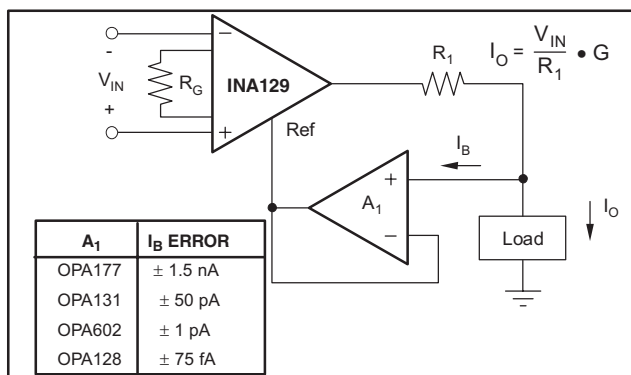 -
V_IN
+
R_G
−
INA129
+
Ref
R_1
I_O = V_IN / R_1 • G
I_B
+
A_1
−
Load
I_O
A_1 I_B ERROR
OPA177 ± 1.5 nA
OPA131 ± 50 pA
OPA602 ± 1 pA
OPA128 ± 75 fA